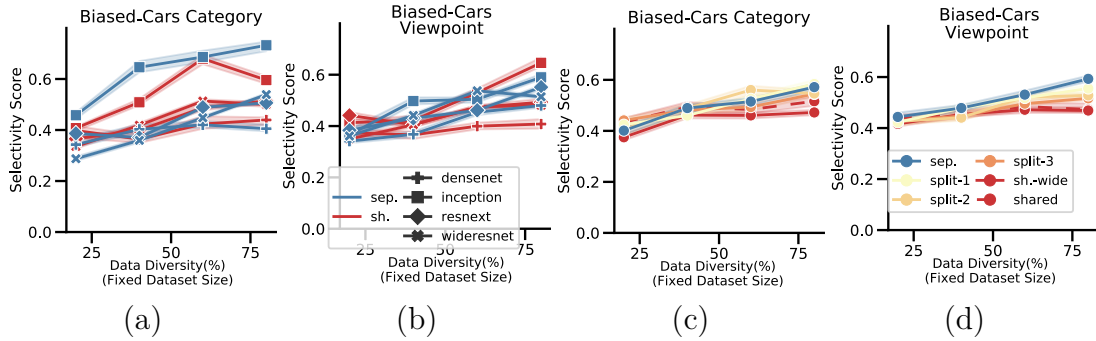 Biased-Cars Category
Selectivity Score
0.6
0.4
0.2
0.0
25
50
75
Data Diversity(%)
(Fixed Dataset Size)
(a)
Biased-Cars
Viewpoint
Selectivity Score
0.6
0.4
0.2
0.0
sep.
sh.
densenet
inception
resnext
wideresnet
25
50
75
Data Diversity(%)
(Fixed Dataset Size)
(b)
Biased-Cars Category
Selectivity Score
0.6
0.4
0.2
0.0
25
50
75
Data Diversity(%)
(Fixed Dataset Size)
(c)
Biased-Cars
Viewpoint
Selectivity Score
0.6
0.4
0.2
0.0
sep.
split-1
split-2
split-3
sh.-wide
shared
25
50
75
Data Diversity(%)
(Fixed Dataset Size)
(d)